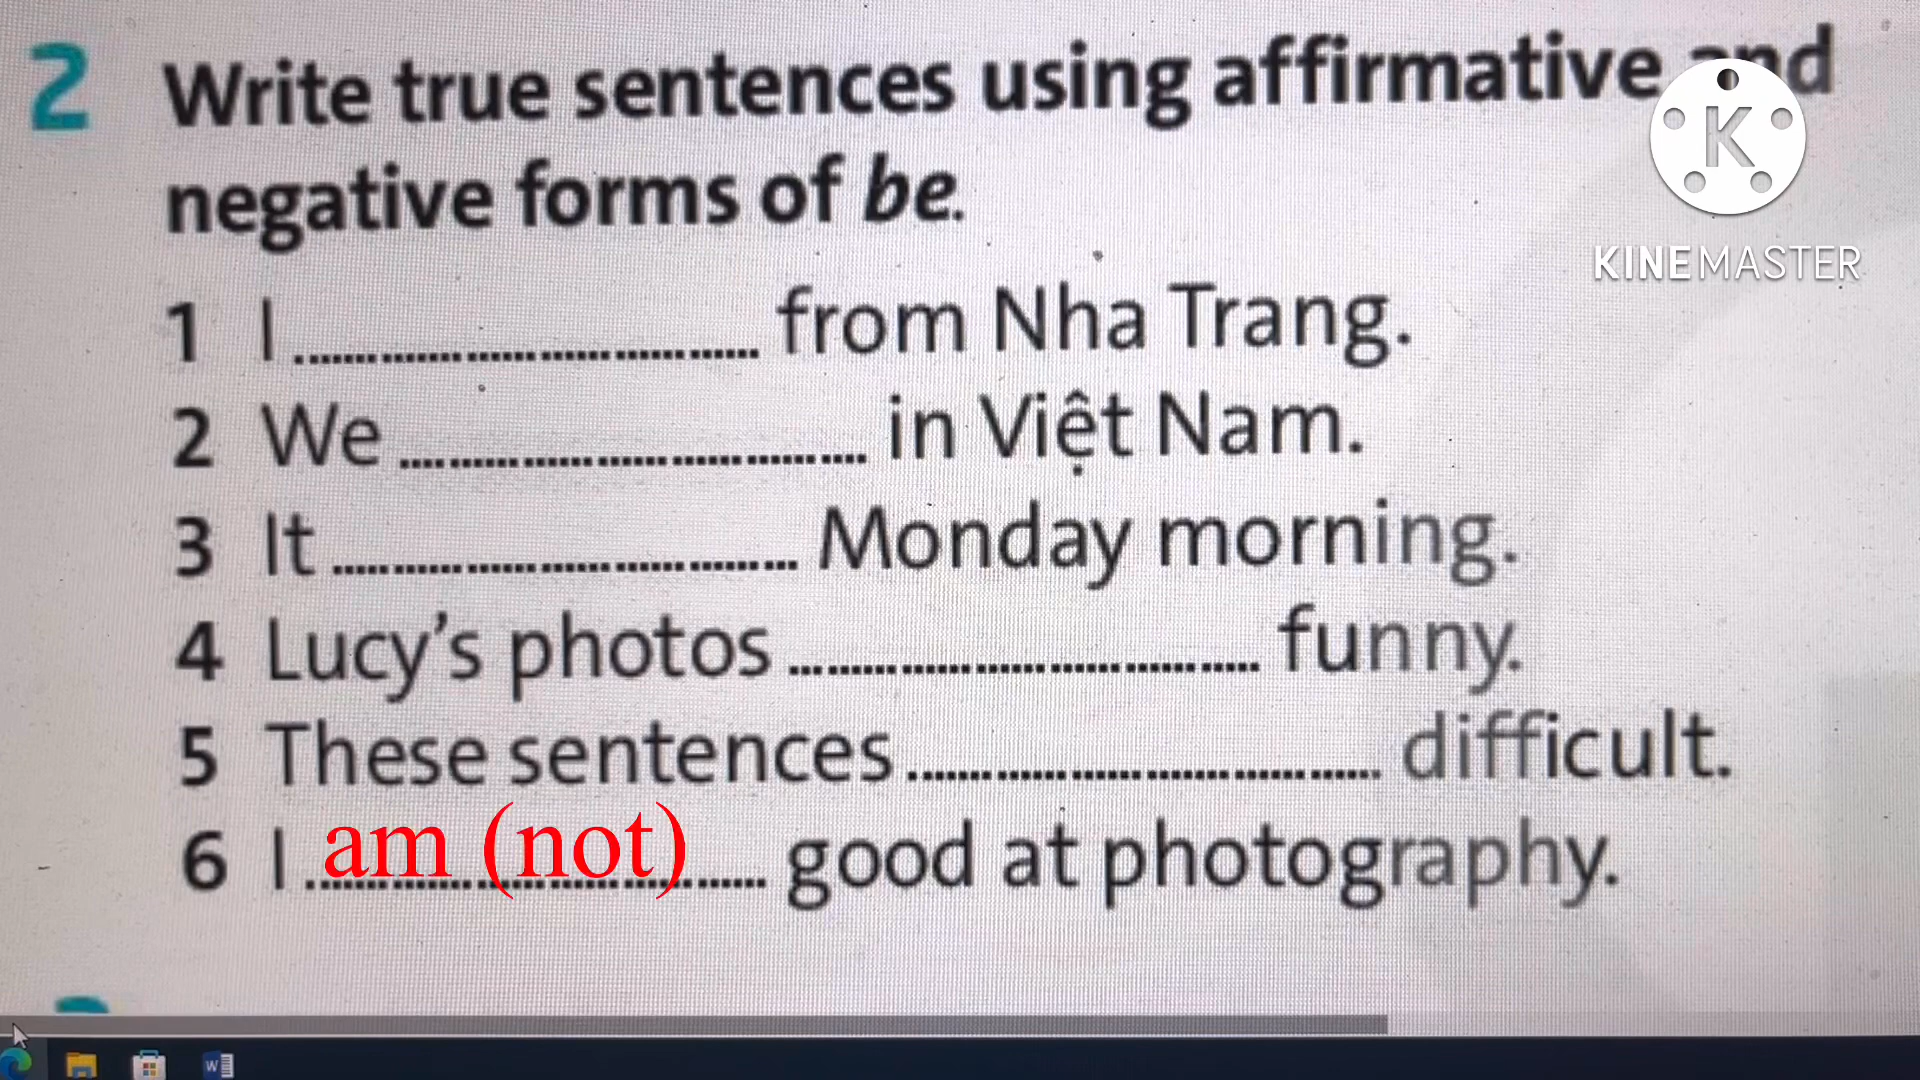 2 Write true sentences using affirmative and
negative forms of be.
K
KINEMASTER
1 I ........................ from Nha Trang.
2 We ........................ in Việt Nam.
3 It ........................ Monday morning.
4 Lucy's photos ........................ funny.
5 These sentences ........................ difficult.
6 I am (not) good at photography.
W